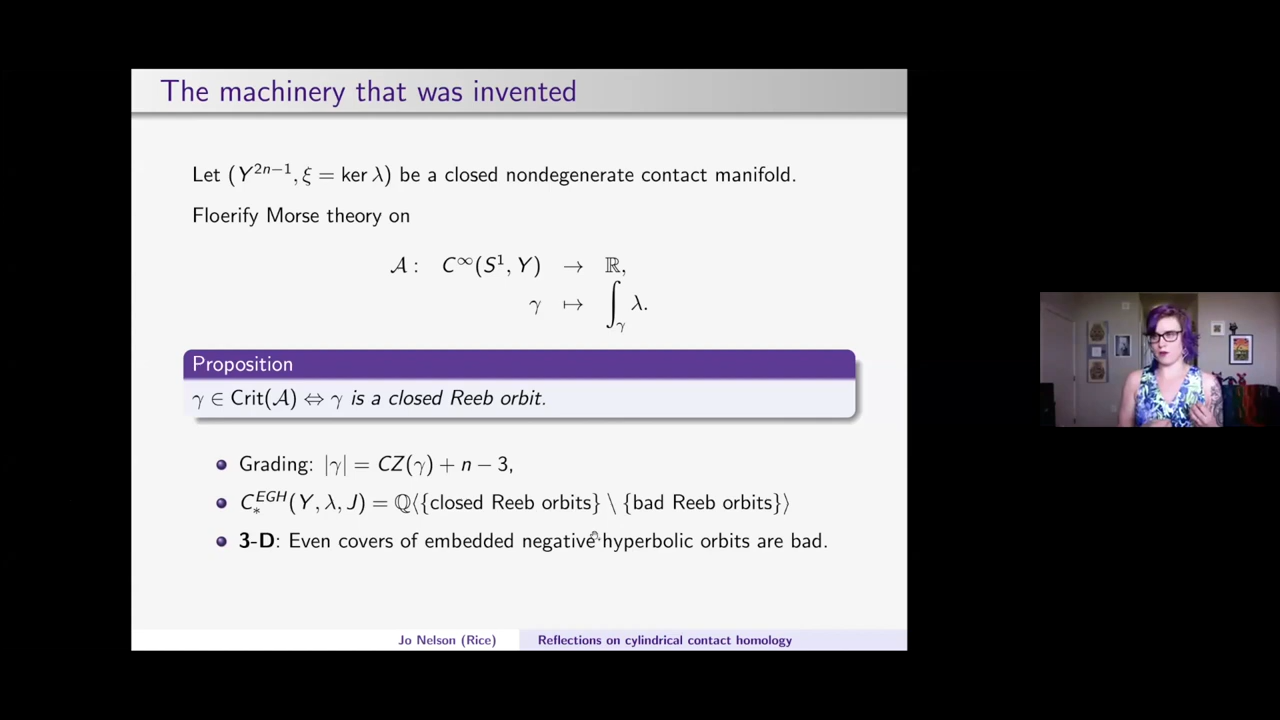 The machinery that was invented
Let (Y²ⁿ⁻¹, ξ = ker λ) be a closed nondegenerate contact manifold.
Floerify Morse theory on
𝒜 : C^∞(S¹, Y) → ℝ,
γ ↦ ∫_γ λ.
Proposition
γ ∈ Crit(𝒜) ⇔ γ is a closed Reeb orbit.
Grading: |γ| = CZ(γ) + n − 3,
C_*^{EGH}(Y, λ, J) = ℚ⟨{closed Reeb orbits} \ {bad Reeb orbits}⟩
3-D: Even covers of embedded negative hyperbolic orbits are bad.
Jo Nelson (Rice) Reflections on cylindrical contact homology